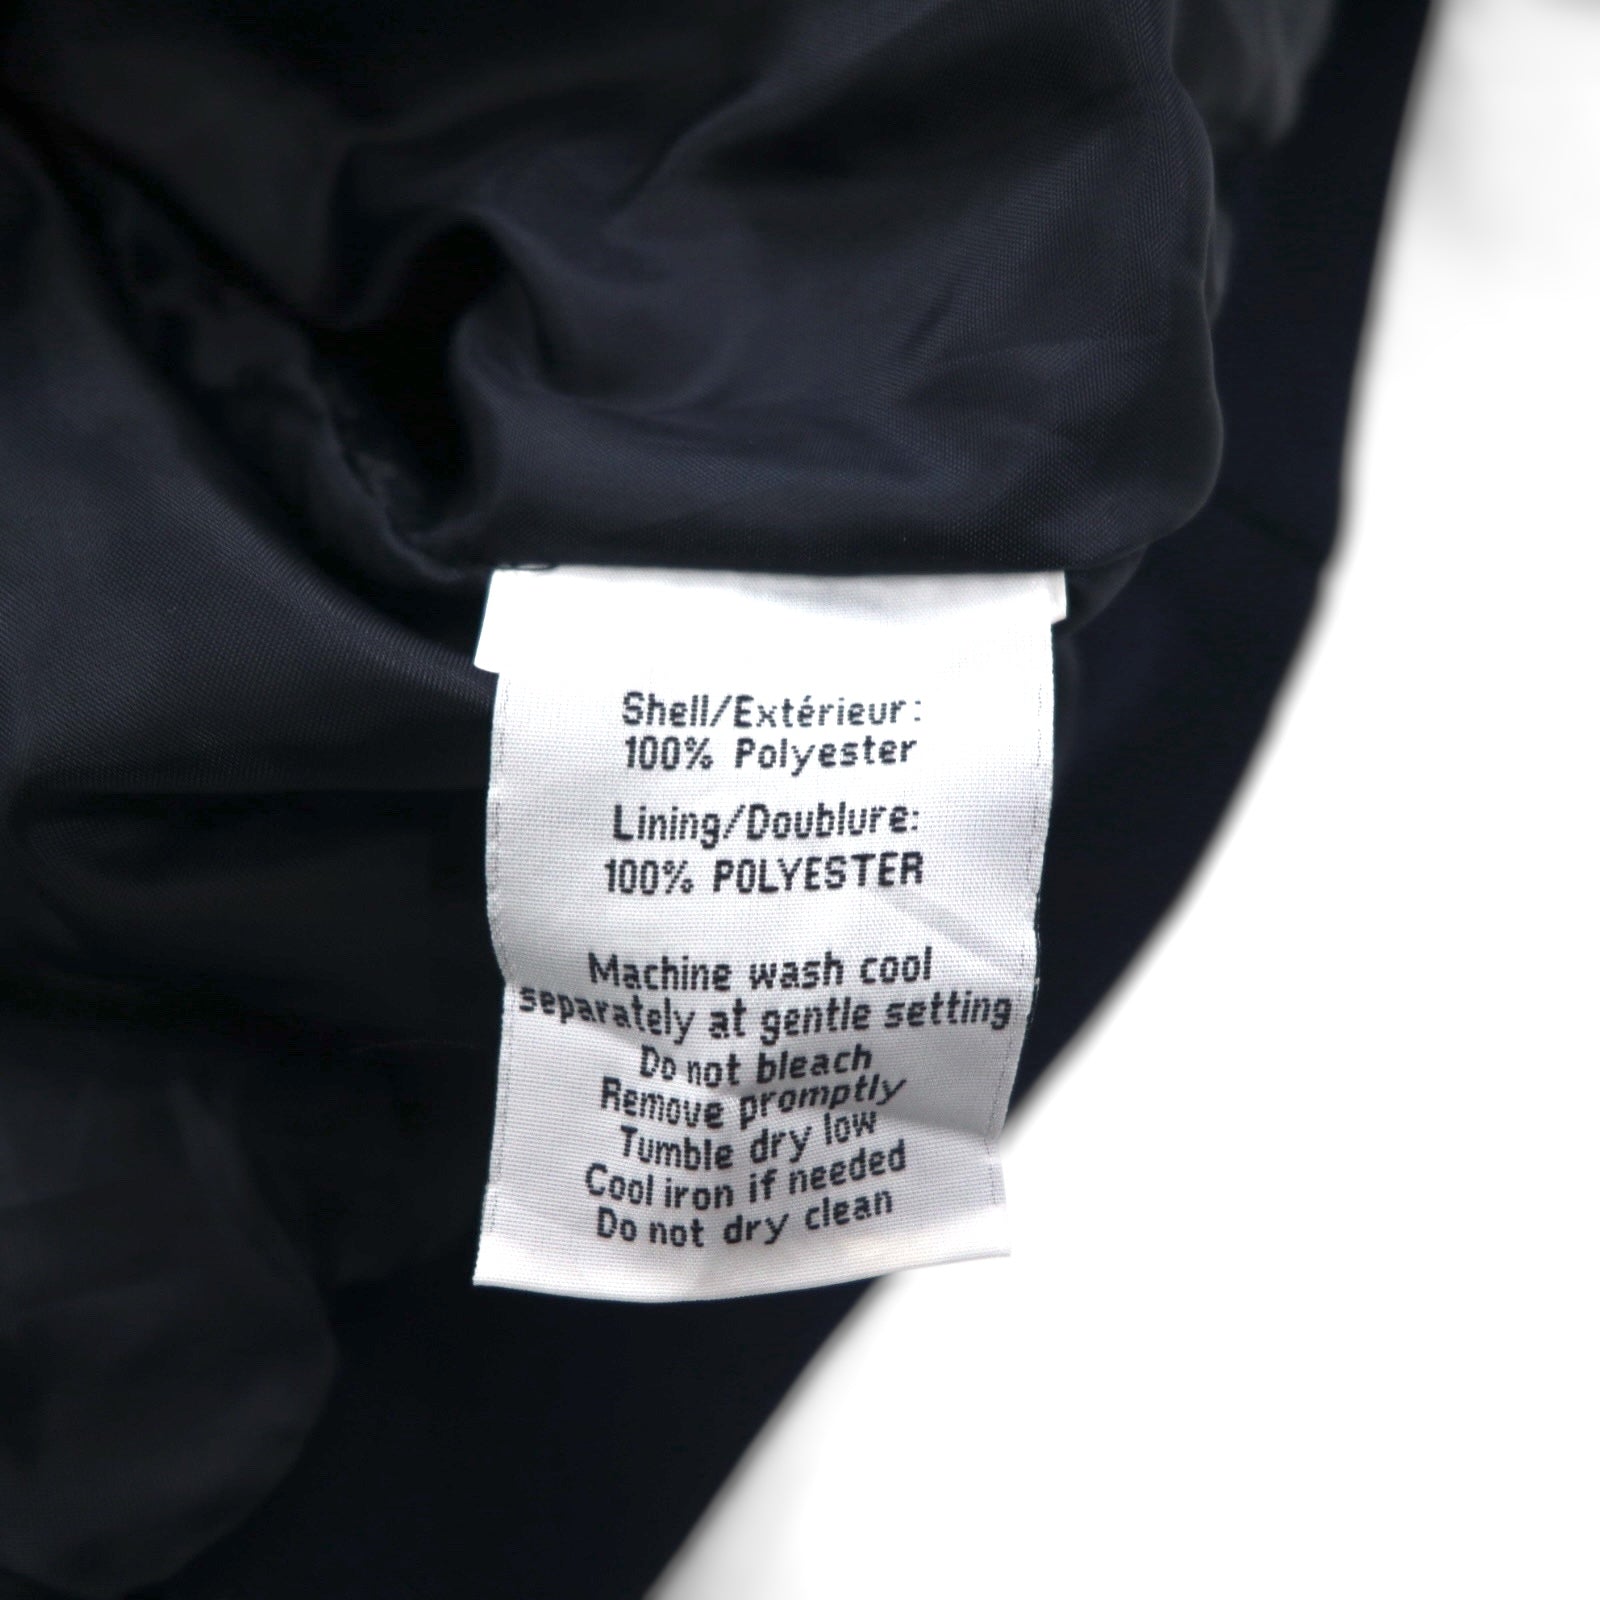 Shell/Extérieur:
100% Polyester
Lining/Doublure:
100% POLYESTER
Machine wash cool
separately at gentle setting
Do not bleach
Remove promptly
Tumble dry low
Cool iron if needed
Do not dry clean